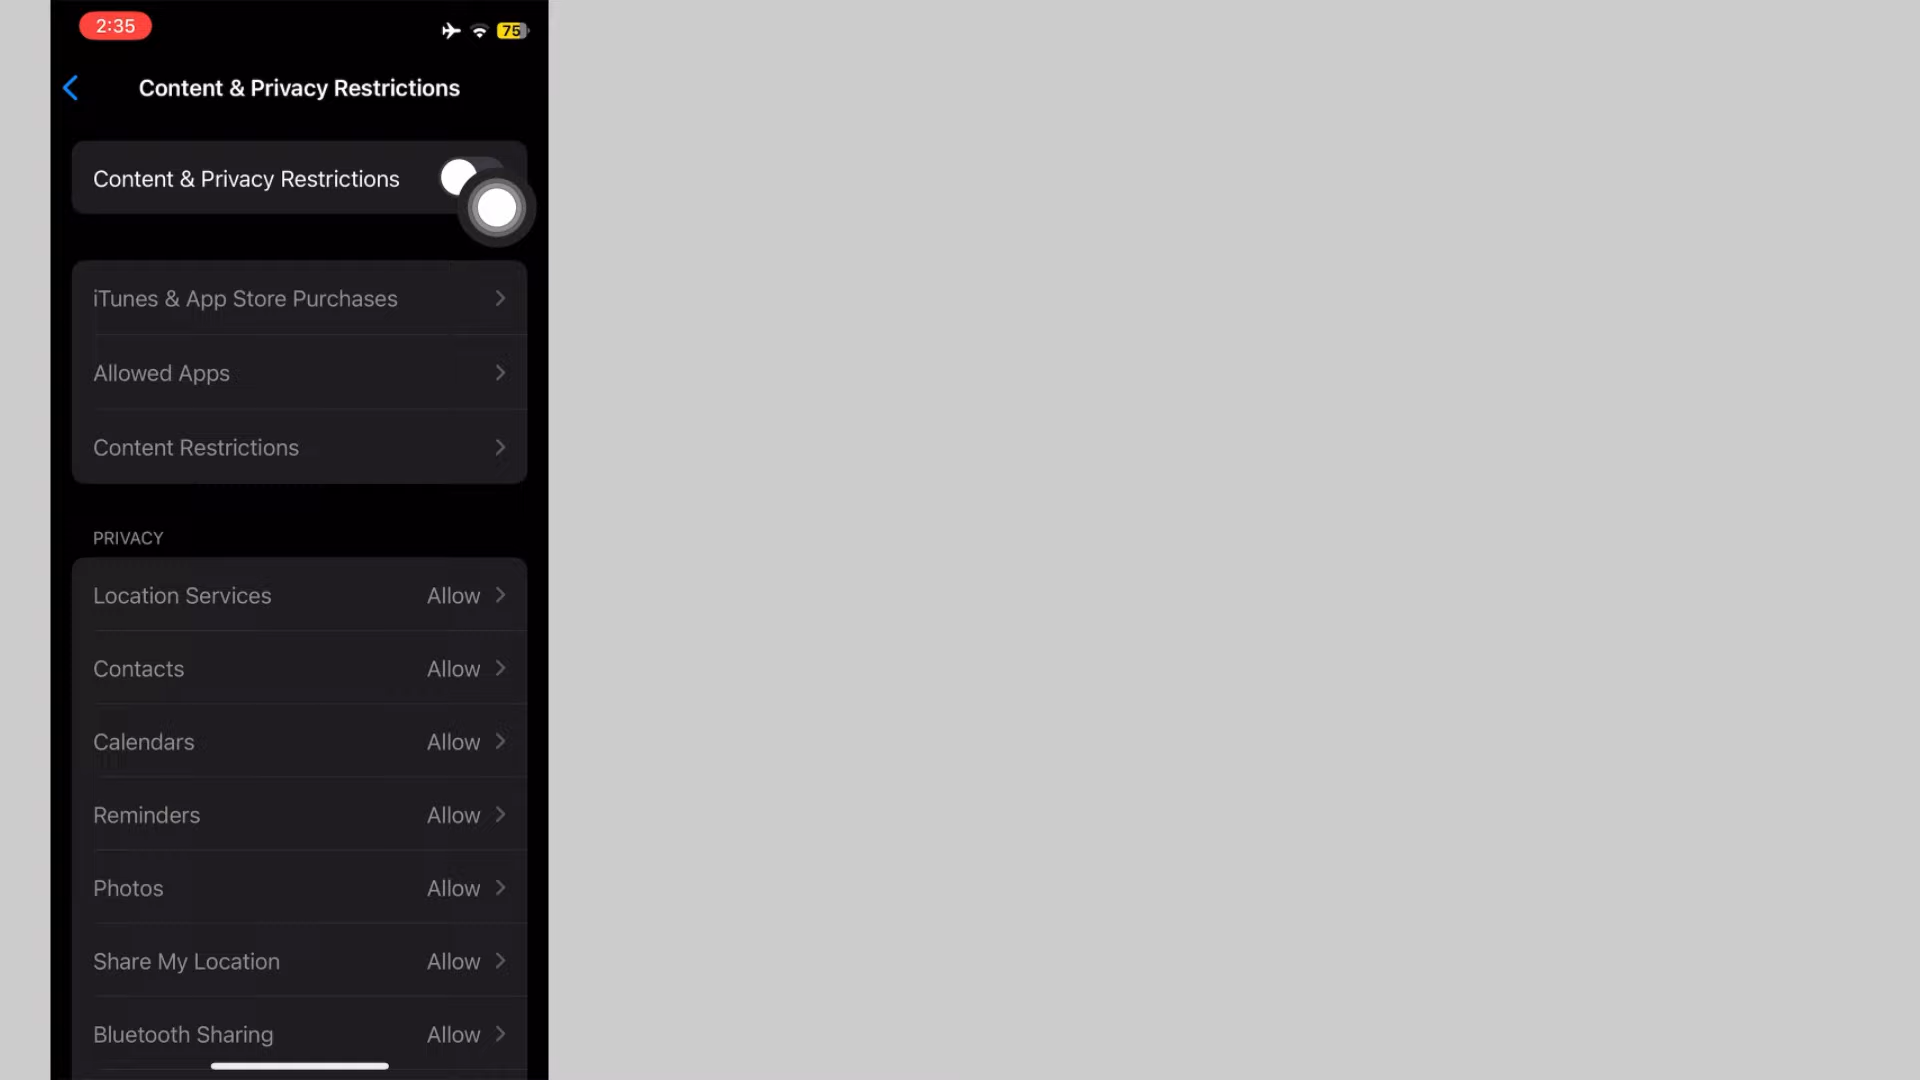 2:35
75
Content & Privacy Restrictions
Content & Privacy Restrictions
iTunes & App Store Purchases
Allowed Apps
Content Restrictions
PRIVACY
Location Services Allow
Contacts Allow
Calendars Allow
Reminders Allow
Photos Allow
Share My Location Allow
Bluetooth Sharing Allow